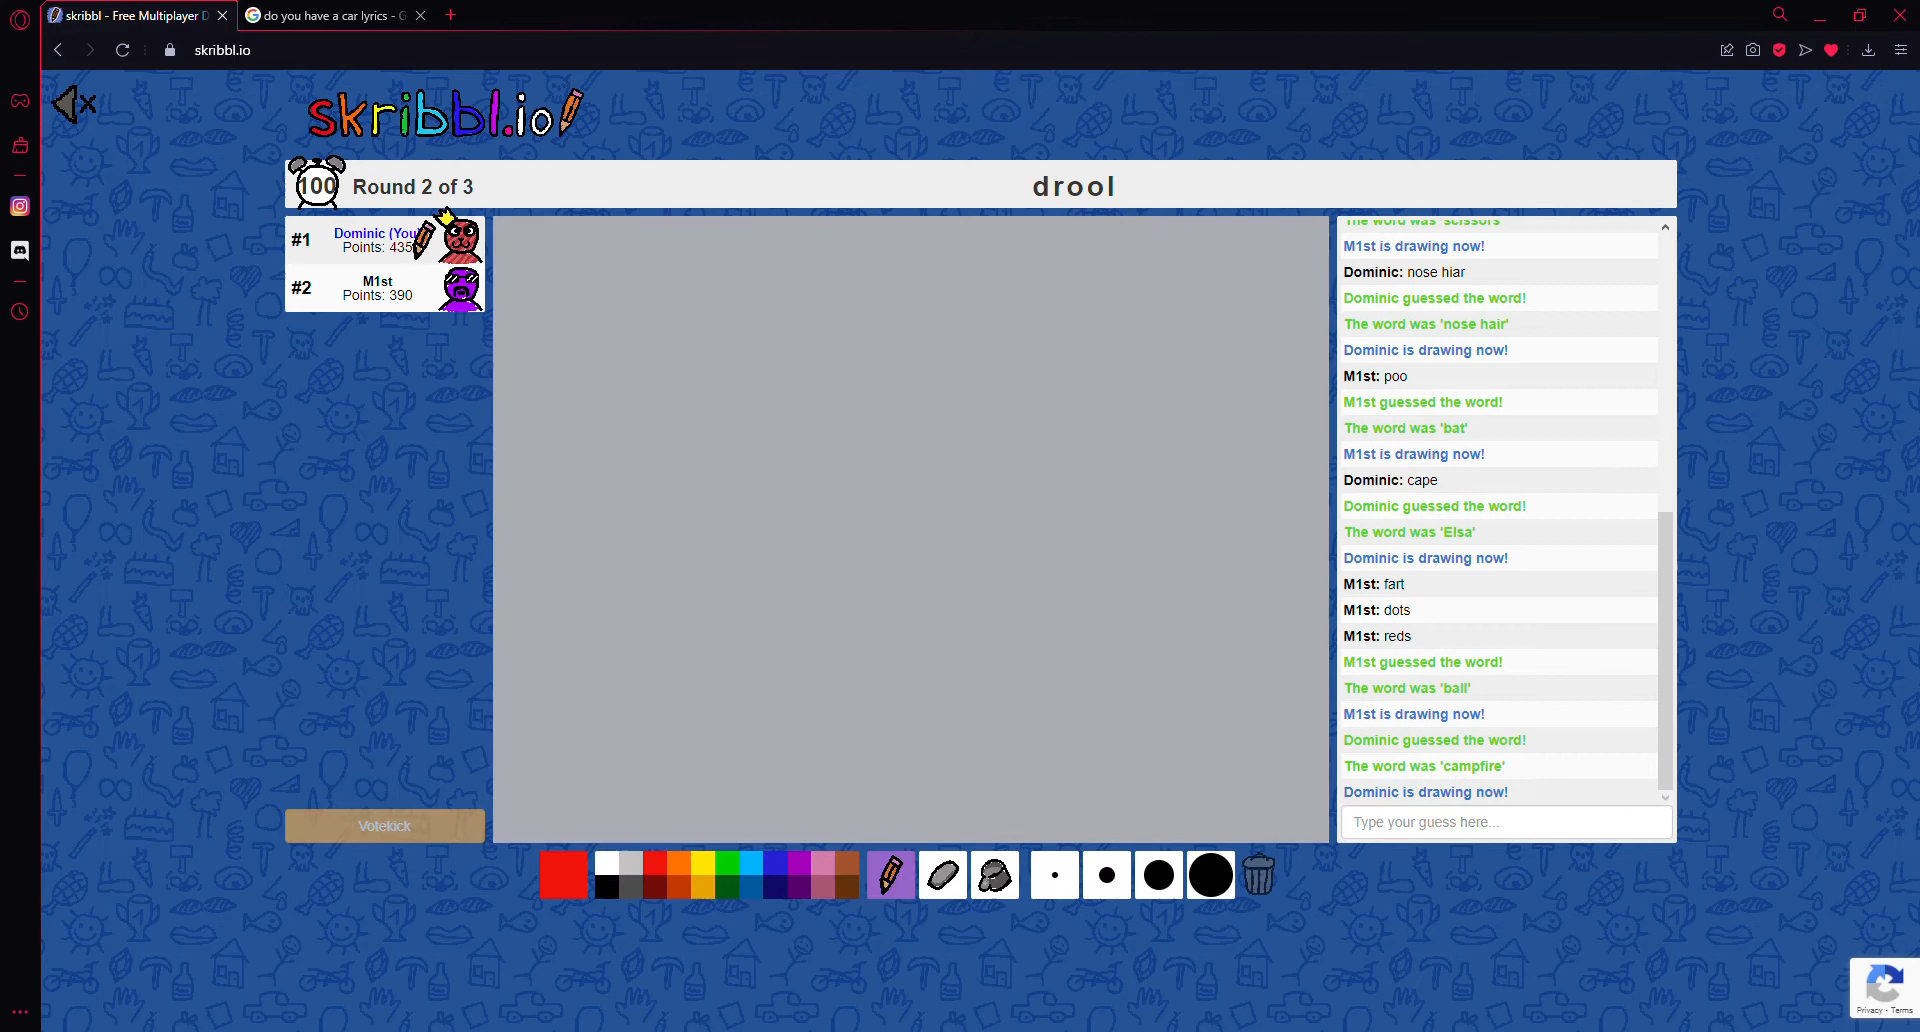 skribbl - Free Multiplayer D
do you have a car lyrics - G
skribbl.io
skribbl.io
100
Round 2 of 3
drool
#1
Dominic (You
Points: 435
#2
M1st
Points: 390
Votekick
The word was 'scissors
M1st is drawing now!
Dominic: nose hiar
Dominic guessed the word!
The word was 'nose hair'
Dominic is drawing now!
M1st: poo
M1st guessed the word!
The word was 'bat'
M1st is drawing now!
Dominic: cape
Dominic guessed the word!
The word was 'Elsa'
Dominic is drawing now!
M1st: fart
M1st: dots
M1st: reds
M1st guessed the word!
The word was 'ball'
M1st is drawing now!
Dominic guessed the word!
The word was 'campfire'
Dominic is drawing now!
Type your guess here...
Privacy - Terms